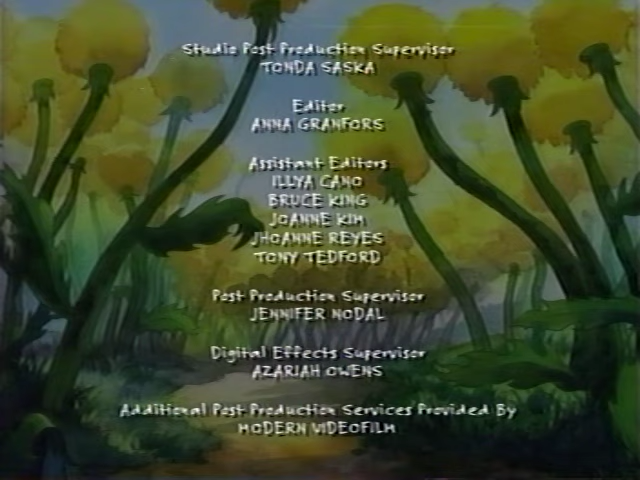 Studio Post Production Supervisor
TONDA SASKA
Editor
ANNA GRANFORS
Assistant Editors
ILLYA CANO
BRUCE KING
JOANNE KIM
JHOANNE REYES
TONY TEDFORD
Post Production Supervisor
JENNIFER NODAL
Digital Effects Supervisor
AZARIAH OWENS
Additional Post Production Services Provided By
MODERN VIDEOFILM